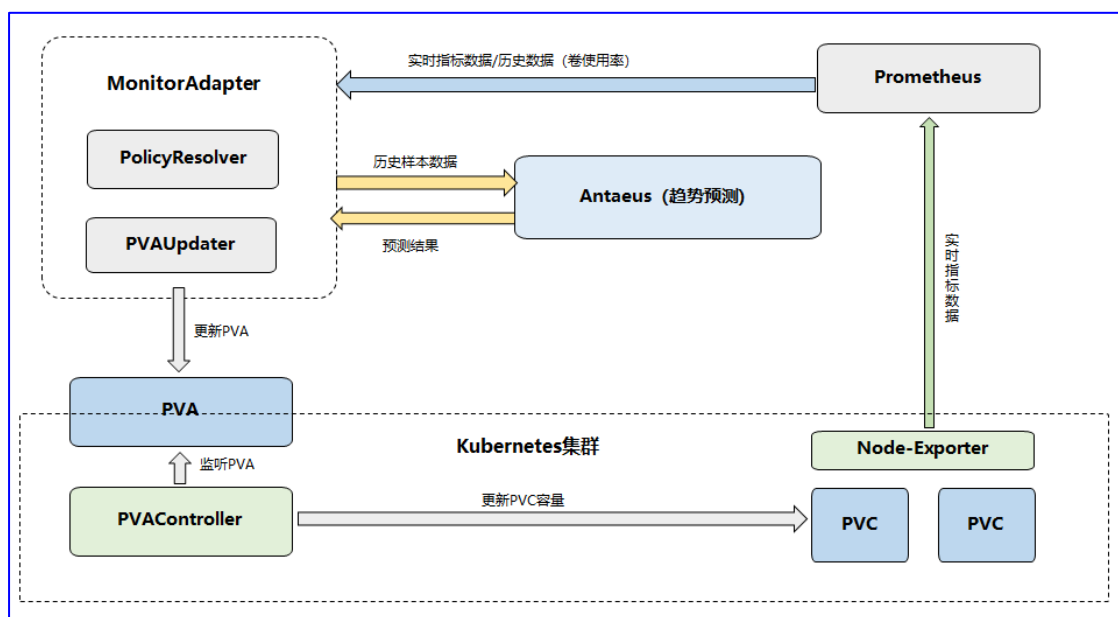 MonitorAdapter
PolicyResolver
PVAUpdater
实时指标数据/历史数据（卷使用率）
Prometheus
历史样本数据
Antaeus（趋势预测)
预测结果
实时指标数据
更新PVA
PVA
Kubernetes集群
Node-Exporter
监听PVA
PVAController
更新PVC容量
PVC
PVC